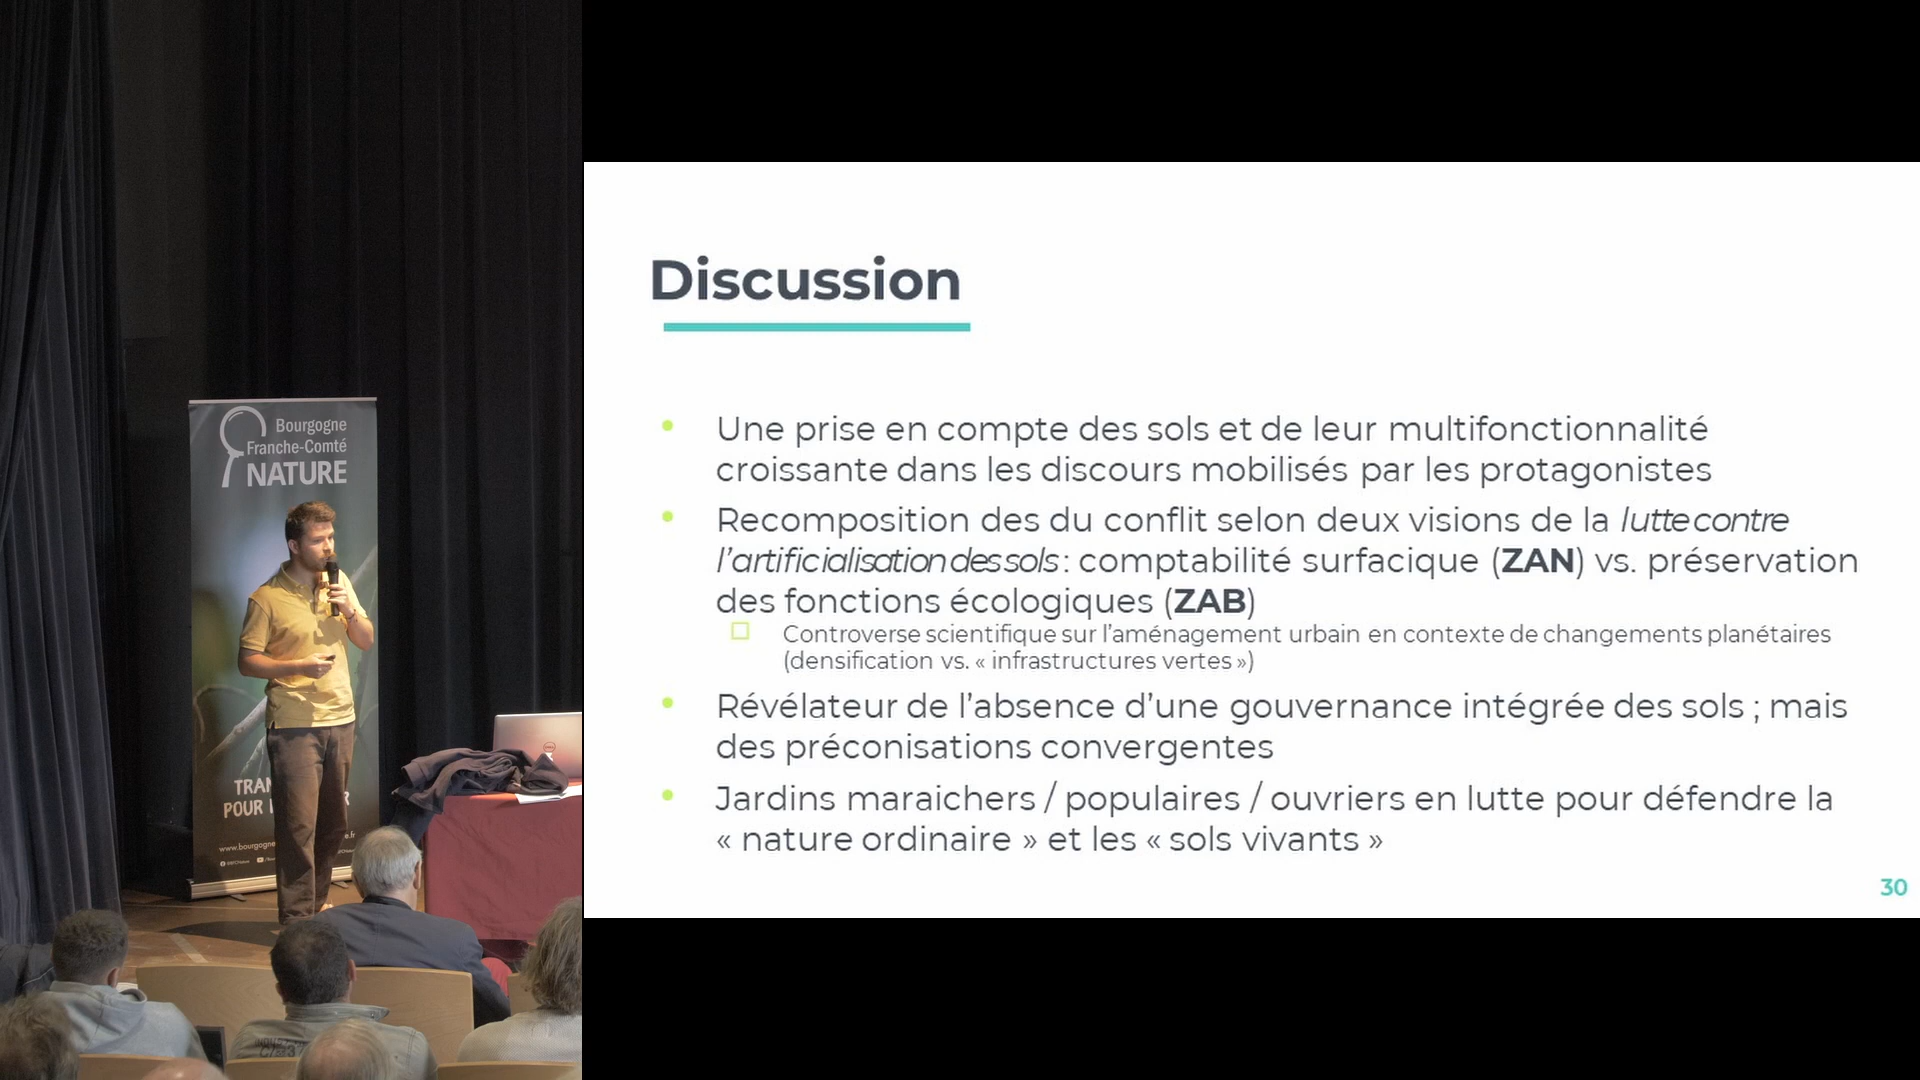 Bourgogne
Franche-Comté
NATURE
TRAN
POUR
R
www.bourgogne
e.fr
Discussion
• Une prise en compte des sols et de leur multifonctionnalité
croissante dans les discours mobilisés par les protagonistes
• Recomposition des du conflit selon deux visions de la lutte contre
l’artificialisation des sols : comptabilité surfacique (ZAN) vs. préservation
des fonctions écologiques (ZAB)
Controverse scientifique sur l’aménagement urbain en contexte de changements planétaires
(densification vs. « infrastructures vertes »)
• Révélateur de l’absence d’une gouvernance intégrée des sols ; mais
des préconisations convergentes
• Jardins maraichers / populaires / ouvriers en lutte pour défendre la
« nature ordinaire » et les « sols vivants »
30